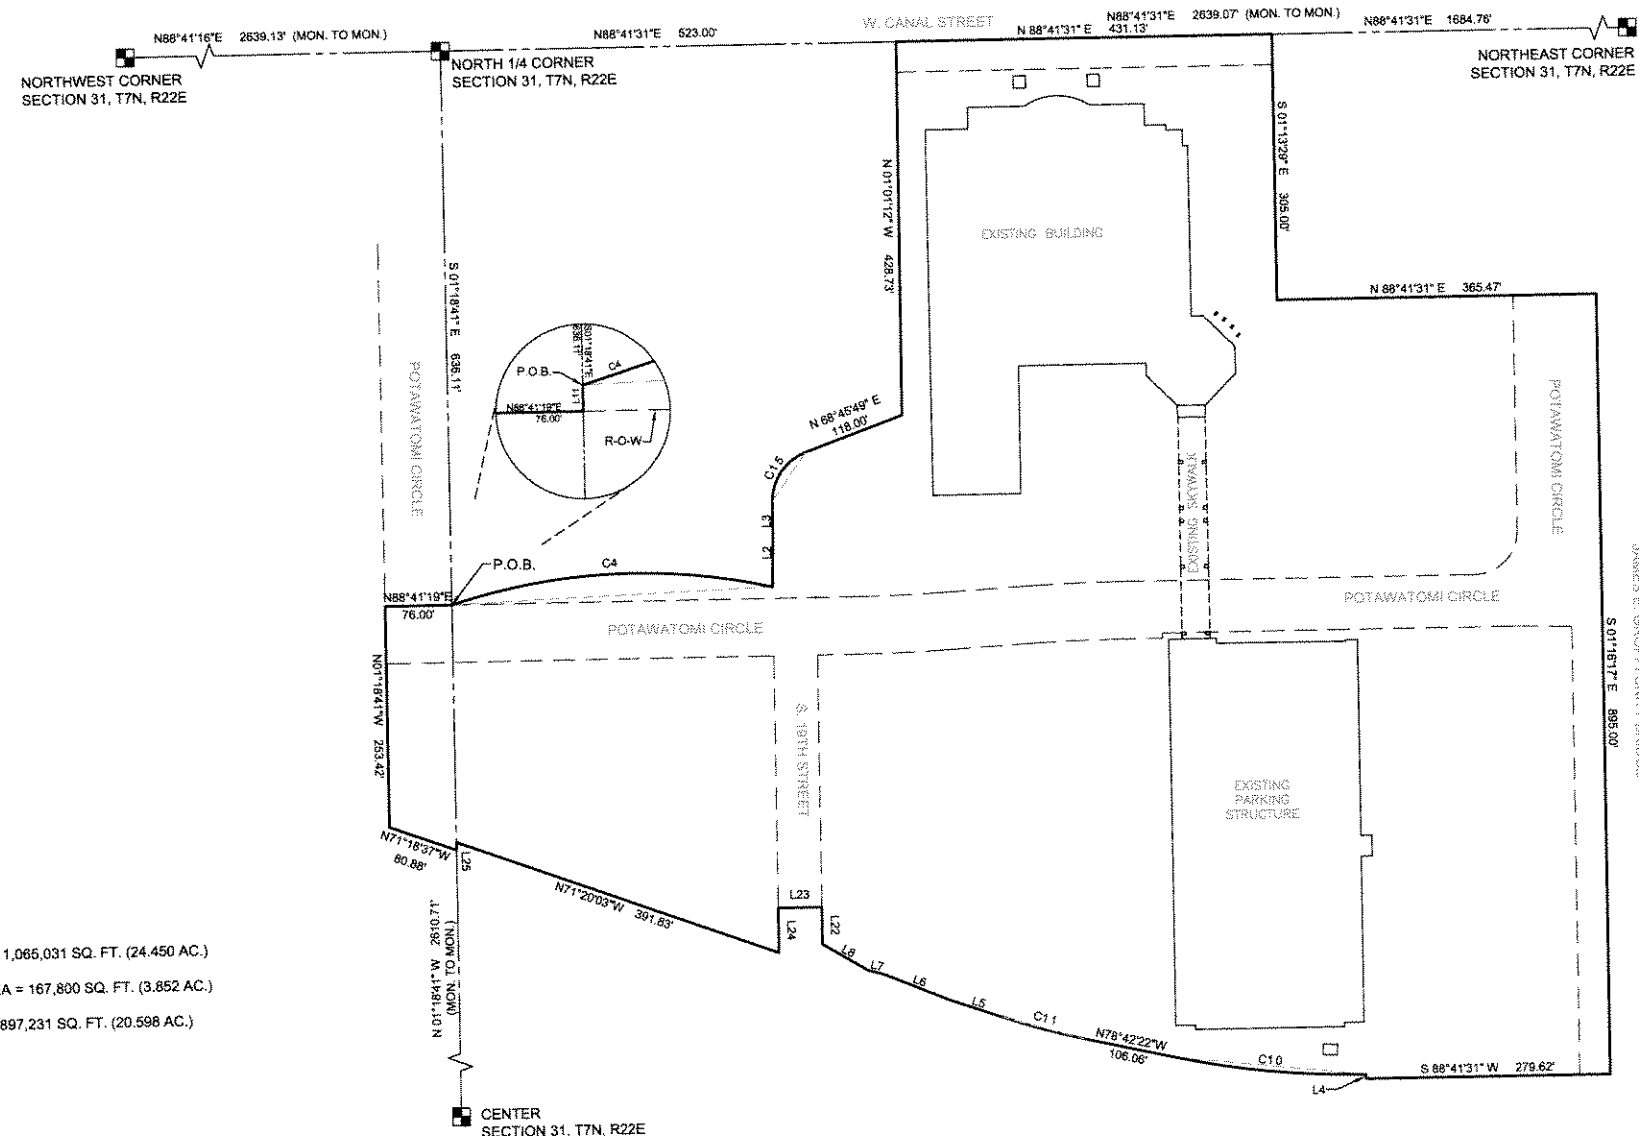 W. CANAL STREET
N88°41'16"E 2639.13' (MON. TO MON.)
N88°41'31"E 523.00'
N88°41'31"E 2639.07' (MON. TO MON.)
N 88°41'31" E 431.13'
N88°41'31"E 1684.76'
NORTHWEST CORNER
SECTION 31, T7N, R22E
NORTH 1/4 CORNER
SECTION 31, T7N, R22E
NORTHEAST CORNER
SECTION 31, T7N, R22E
S 01°13'29" E 305.00'
N 01°01'12" W 428.73'
EXISTING BUILDING
S 01°18'41" E 636.11'
N 88°41'31" E 365.47'
POTAWATOMI CIRCLE
S01°18'41"E
636.11'
P.O.B.
C4
L11
N88°41'19"E
76.00'
R-O-W
N 68°45'49" E
118.00'
C15
POTAWATOMI CIRCLE
EXISTING SKYWALK
L3
L2
P.O.B.
C4
N88°41'19"E
76.00'
POTAWATOMI CIRCLE
POTAWATOMI CIRCLE
N01°18'41"W 253.42'
S. 19TH STREET
S 01°16'17" E 895.00'
EXISTING
PARKING
STRUCTURE
N71°18'37"W
80.88'
L25
N71°20'03"W 391.83'
L23
L24
L22
L8
L7
L6
L5
C11
N78°42'22"W
106.06'
C10
L4
S 88°41'31" W 279.62'
1,065,031 SQ. FT. (24.450 AC.)
A = 167,800 SQ. FT. (3.852 AC.)
897,231 SQ. FT. (20.598 AC.)
N 01°18'41" W 2610.71'
(MON. TO MON.)
CENTER
SECTION 31, T7N, R22E